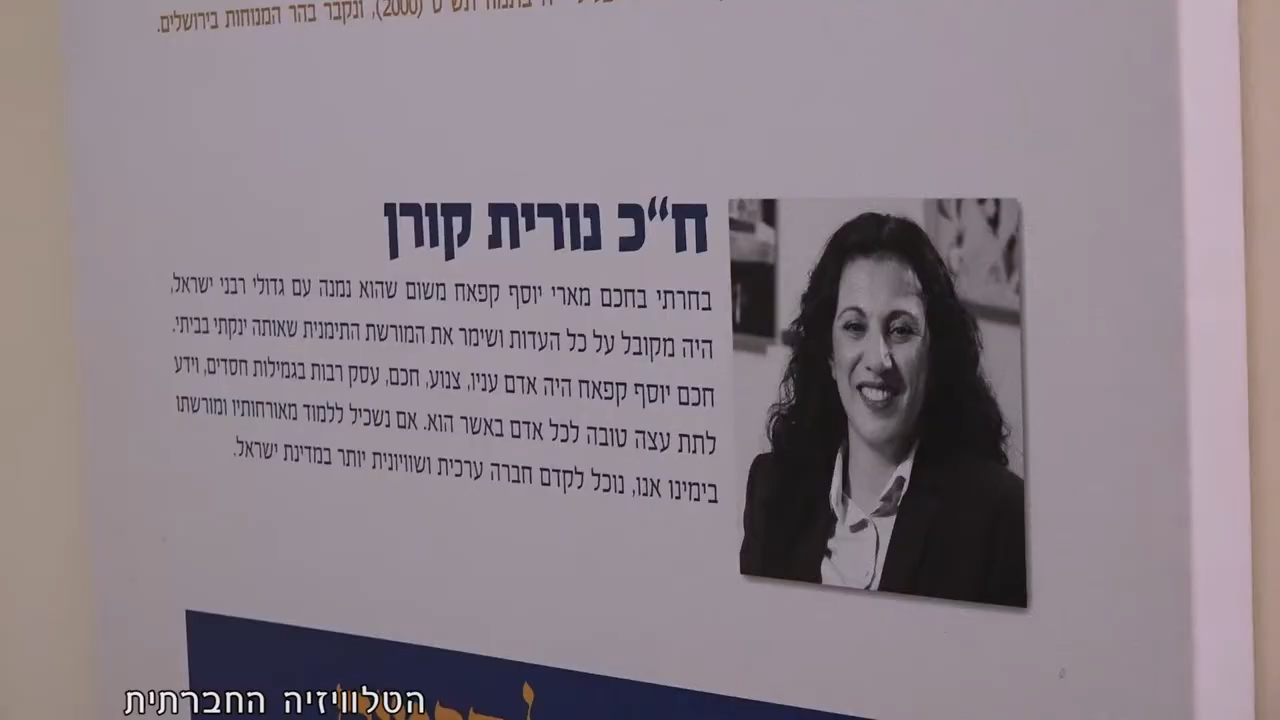 (2000), ונקבר בהר המנוחות בירושלים.
ח"כ נורית קורן
בחרתי בחכם מארי יוסף קפאח משום שהוא נמנה עם גדולי רבני ישראל,
היה מקובל על כל העדות ושימר את המורשת התימנית שאותה ינקתי בביתי.
חכם יוסף קפאח היה אדם עניו, צנוע, חכם, עסק רבות בגמילות חסדים, וידע
לתת עצה טובה לכל אדם באשר הוא. אם נשכיל ללמוד מאורחותיו ומורשתו
בימינו אנו, נוכל לקדם חברה ערכית ושוויונית יותר במדינת ישראל.
הטלוויזיה החברתית